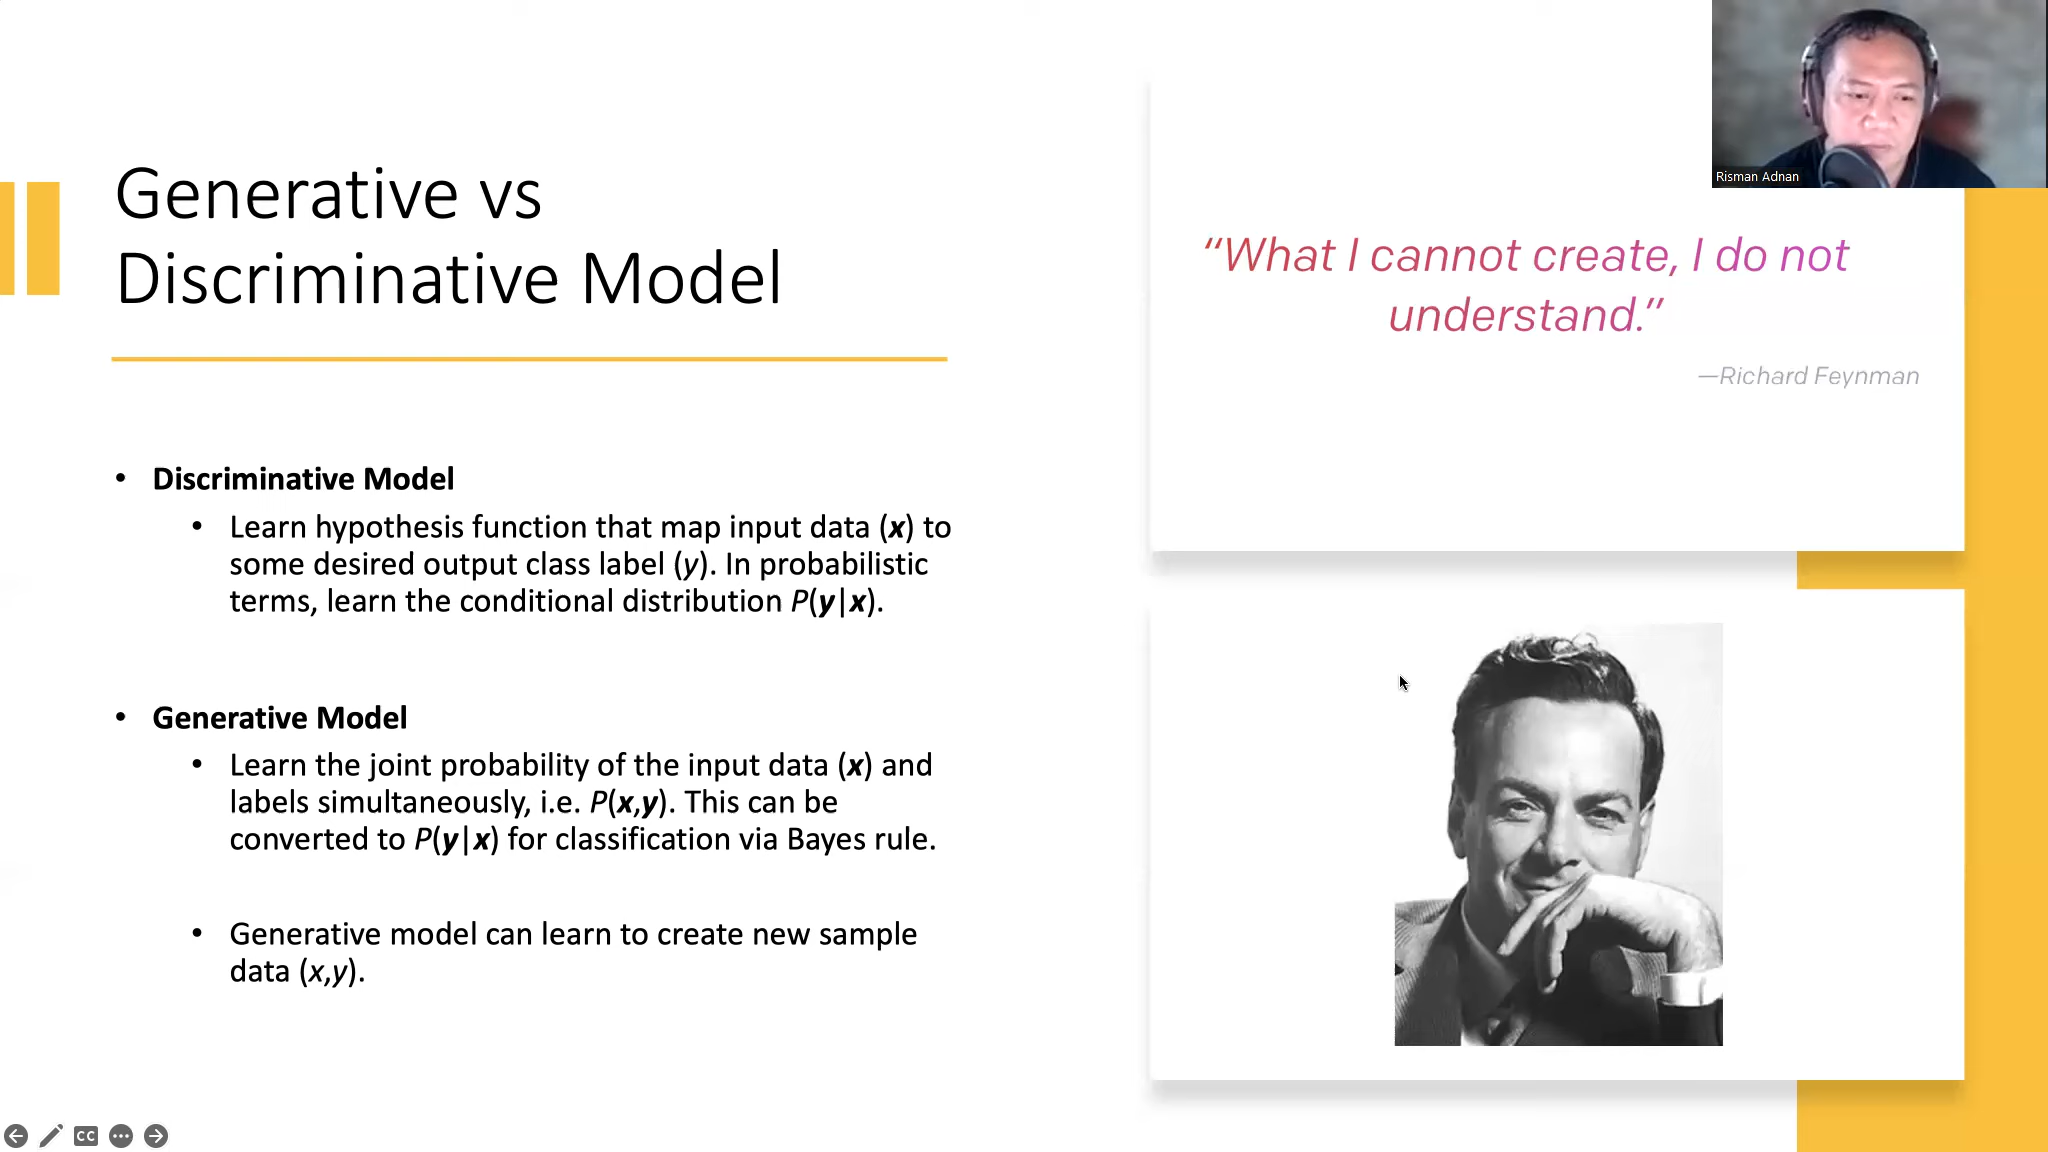 Generative vs
Discriminative Model
• Discriminative Model
• Learn hypothesis function that map input data (x) to
some desired output class label (y). In probabilistic
terms, learn the conditional distribution P(y|x).
• Generative Model
• Learn the joint probability of the input data (x) and
labels simultaneously, i.e. P(x,y). This can be
converted to P(y|x) for classification via Bayes rule.
• Generative model can learn to create new sample
data (x,y).
Risman Adnan
“What I cannot create, I do not
understand.”
—Richard Feynman
CC